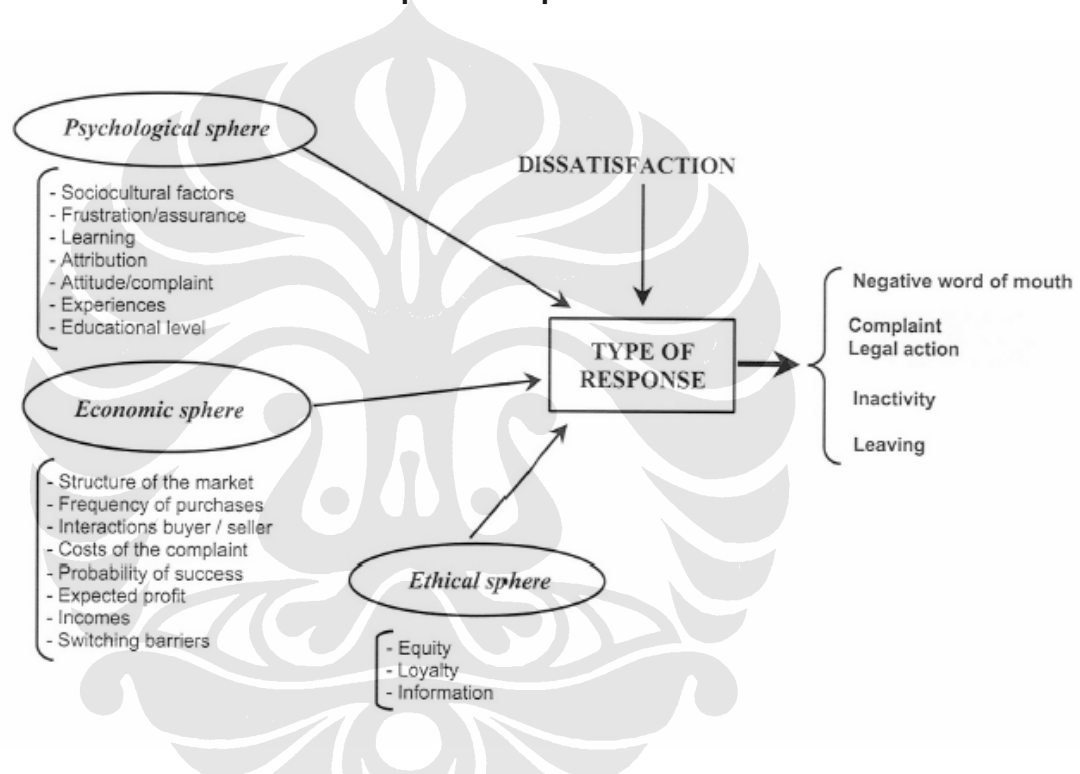 Psychological sphere
- Sociocultural factors
- Frustration/assurance
- Learning
- Attribution
- Attitude/complaint
- Experiences
- Educational level
DISSATISFACTION
TYPE OF
RESPONSE
Negative word of mouth
Complaint
Legal action
Inactivity
Leaving
Economic sphere
- Structure of the market
- Frequency of purchases
- Interactions buyer / seller
- Costs of the complaint
- Probability of success
- Expected profit
- Incomes
- Switching barriers
Ethical sphere
- Equity
- Loyalty
- Information